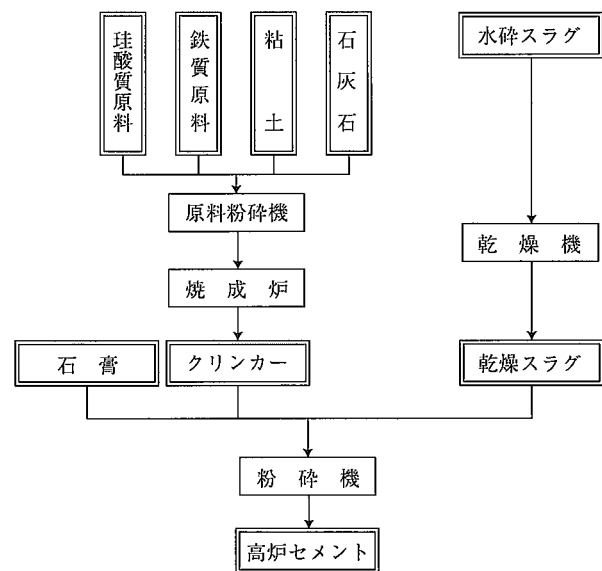 珪酸質原料
鉄質原料
粘土
石灰石
水砕スラグ
原料粉砕機
乾燥機
焼成炉
石膏
クリンカー
乾燥スラグ
粉砕機
高炉セメント